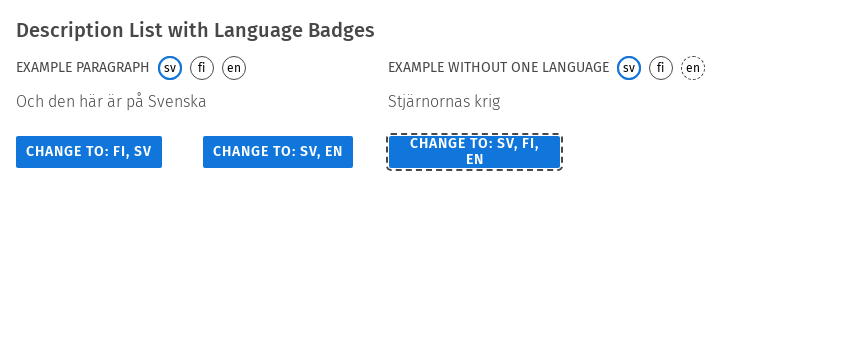 Description List with Language Badges
EXAMPLE PARAGRAPH sv fi en
Och den här är på Svenska
EXAMPLE WITHOUT ONE LANGUAGE sv fi en
Stjärnornas krig
CHANGE TO: FI, SV
CHANGE TO: SV, EN
CHANGE TO: SV, FI,
EN